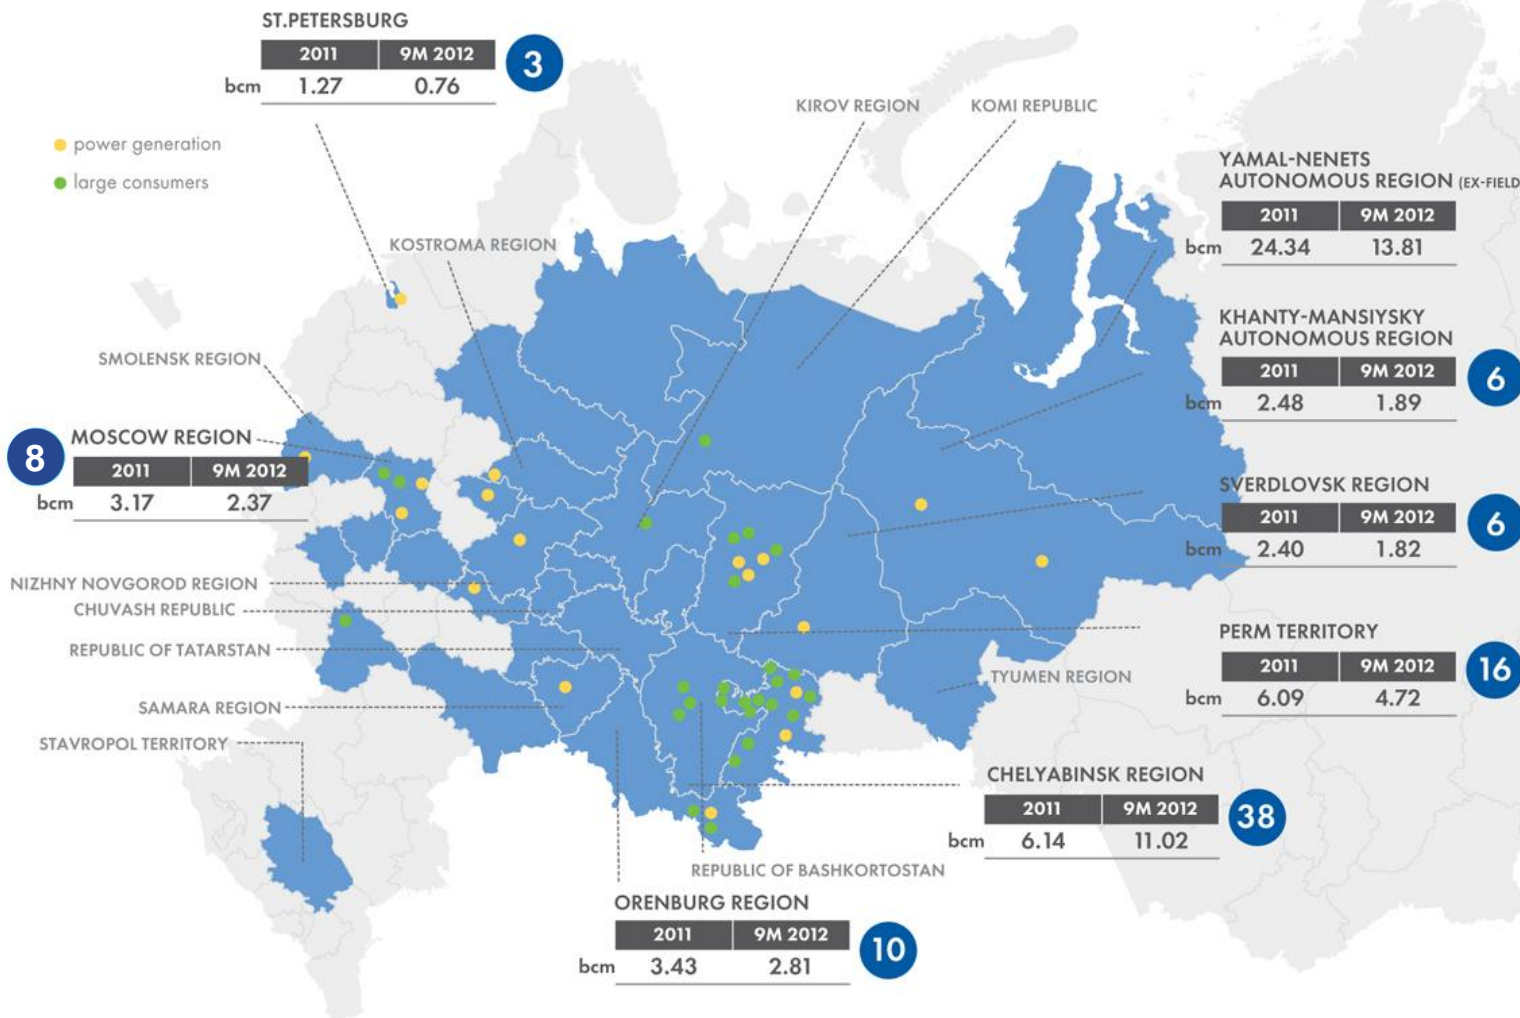 ST.PETERSBURG
2011 9M 2012
bcm 1.27 0.76
3
power generation
large consumers
KIROV REGION
KOMI REPUBLIC
YAMAL-NENETS
AUTONOMOUS REGION (EX-FIELD
2011 9M 2012
bcm 24.34 13.81
KOSTROMA REGION
KHANTY-MANSIYSKY
AUTONOMOUS REGION
2011 9M 2012
bcm 2.48 1.89
6
SMOLENSK REGION
MOSCOW REGION
8
2011 9M 2012
bcm 3.17 2.37
SVERDLOVSK REGION
2011 9M 2012
bcm 2.40 1.82
6
NIZHNY NOVGOROD REGION
CHUVASH REPUBLIC
REPUBLIC OF TATARSTAN
PERM TERRITORY
2011 9M 2012
bcm 6.09 4.72
16
TYUMEN REGION
SAMARA REGION
STAVROPOL TERRITORY
CHELYABINSK REGION
2011 9M 2012
bcm 6.14 11.02
38
REPUBLIC OF BASHKORTOSTAN
ORENBURG REGION
2011 9M 2012
bcm 3.43 2.81
10